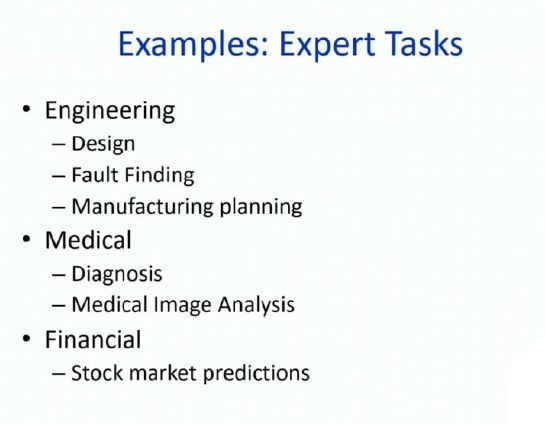 Examples: Expert Tasks
• Engineering
– Design
– Fault Finding
– Manufacturing planning
• Medical
– Diagnosis
– Medical Image Analysis
• Financial
– Stock market predictions